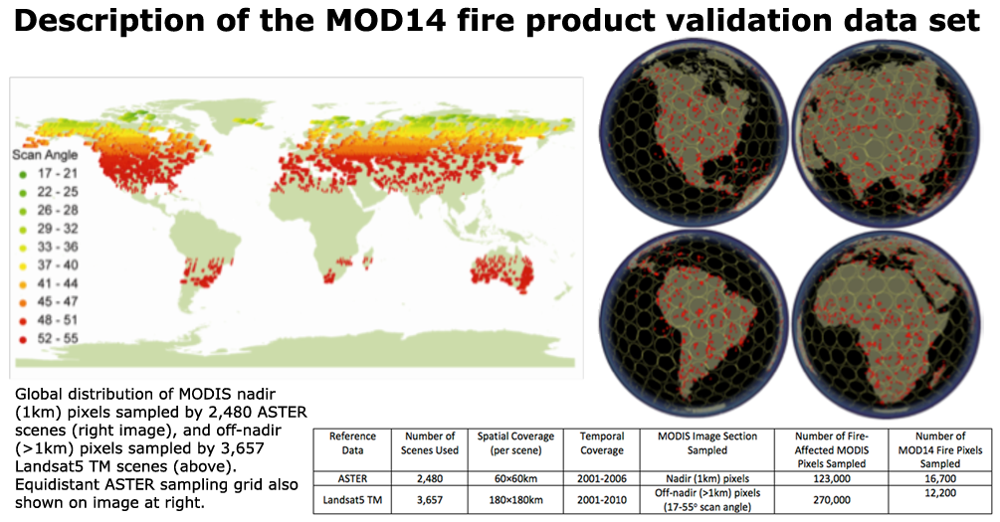 Description of the MOD14 fire product validation data set
Scan Angle
17 - 21
22 - 25
26 - 28
29 - 32
33 - 36
37 - 40
41 - 44
45 - 47
48 - 51
52 - 55
Global distribution of MODIS nadir
(1km) pixels sampled by 2,480 ASTER
scenes (right image), and off-nadir
(>1km) pixels sampled by 3,657
Landsat5 TM scenes (above).
Equidistant ASTER sampling grid also
shown on image at right.
Reference Data Number of Scenes Used Spatial Coverage (per scene) Temporal Coverage MODIS Image Section Sampled Number of Fire-Affected MODIS Pixels Sampled Number of MOD14 Fire Pixels Sampled
ASTER 2,480 60×60km 2001-2006 Nadir (1km) pixels 123,000 16,700
Landsat5 TM 3,657 180×180km 2001-2010 Off-nadir (>1km) pixels (17-55° scan angle) 270,000 12,200